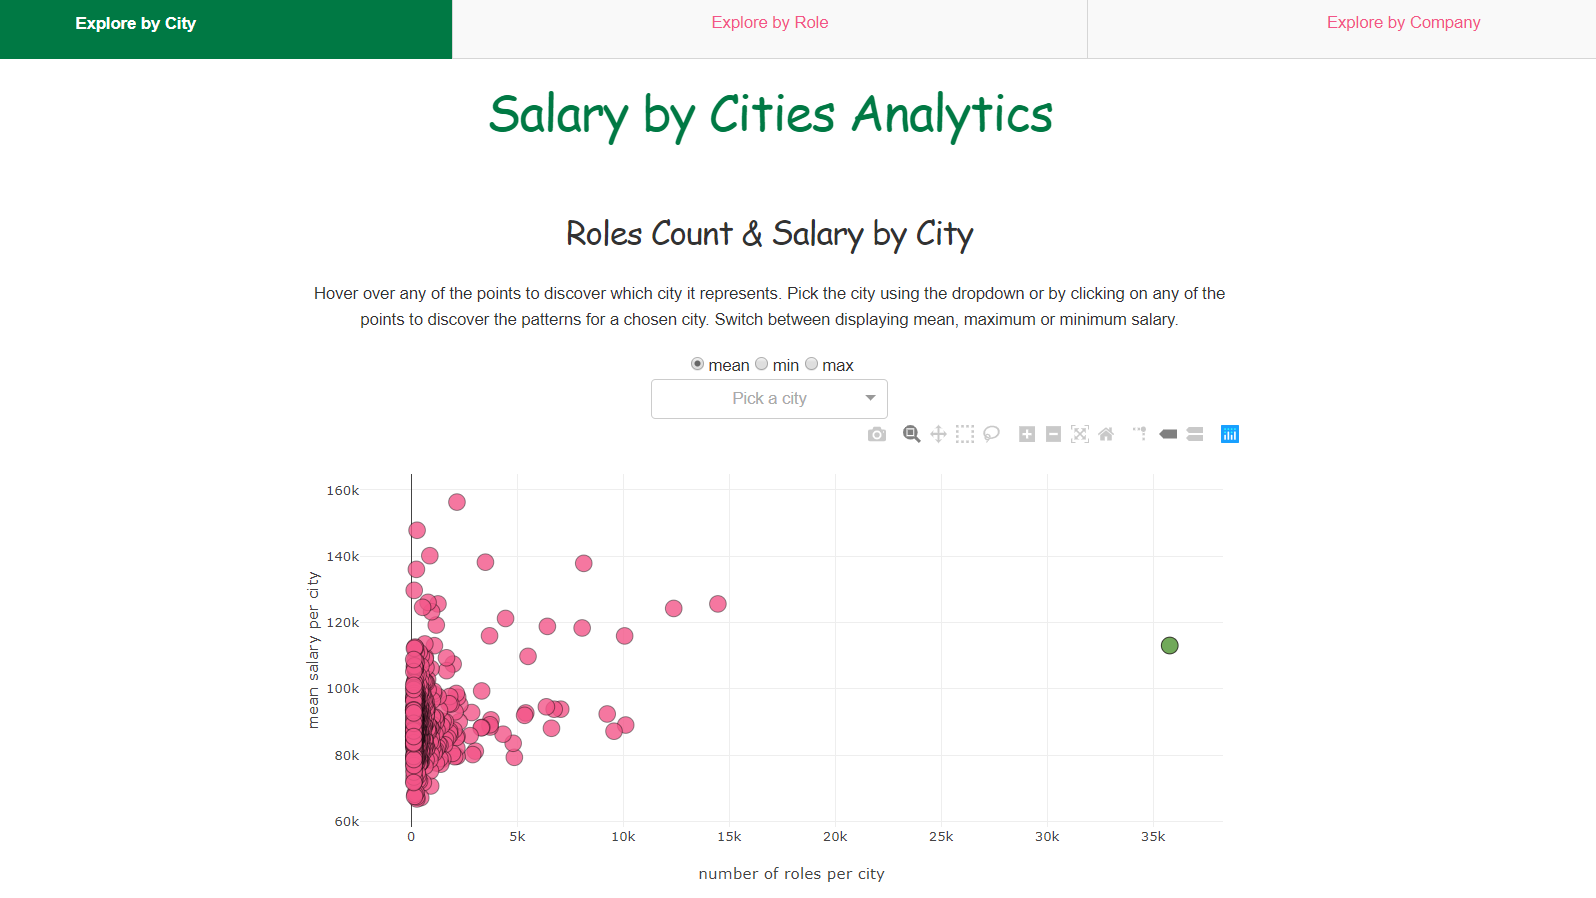 Explore by City
Explore by Role
Explore by Company
Salary by Cities Analytics
Roles Count & Salary by City
Hover over any of the points to discover which city it represents. Pick the city using the dropdown or by clicking on any of the
points to discover the patterns for a chosen city. Switch between displaying mean, maximum or minimum salary.
mean min max
Pick a city
160k
140k
120k
100k
80k
60k
mean salary per city
0 5k 10k 15k 20k 25k 30k 35k
number of roles per city